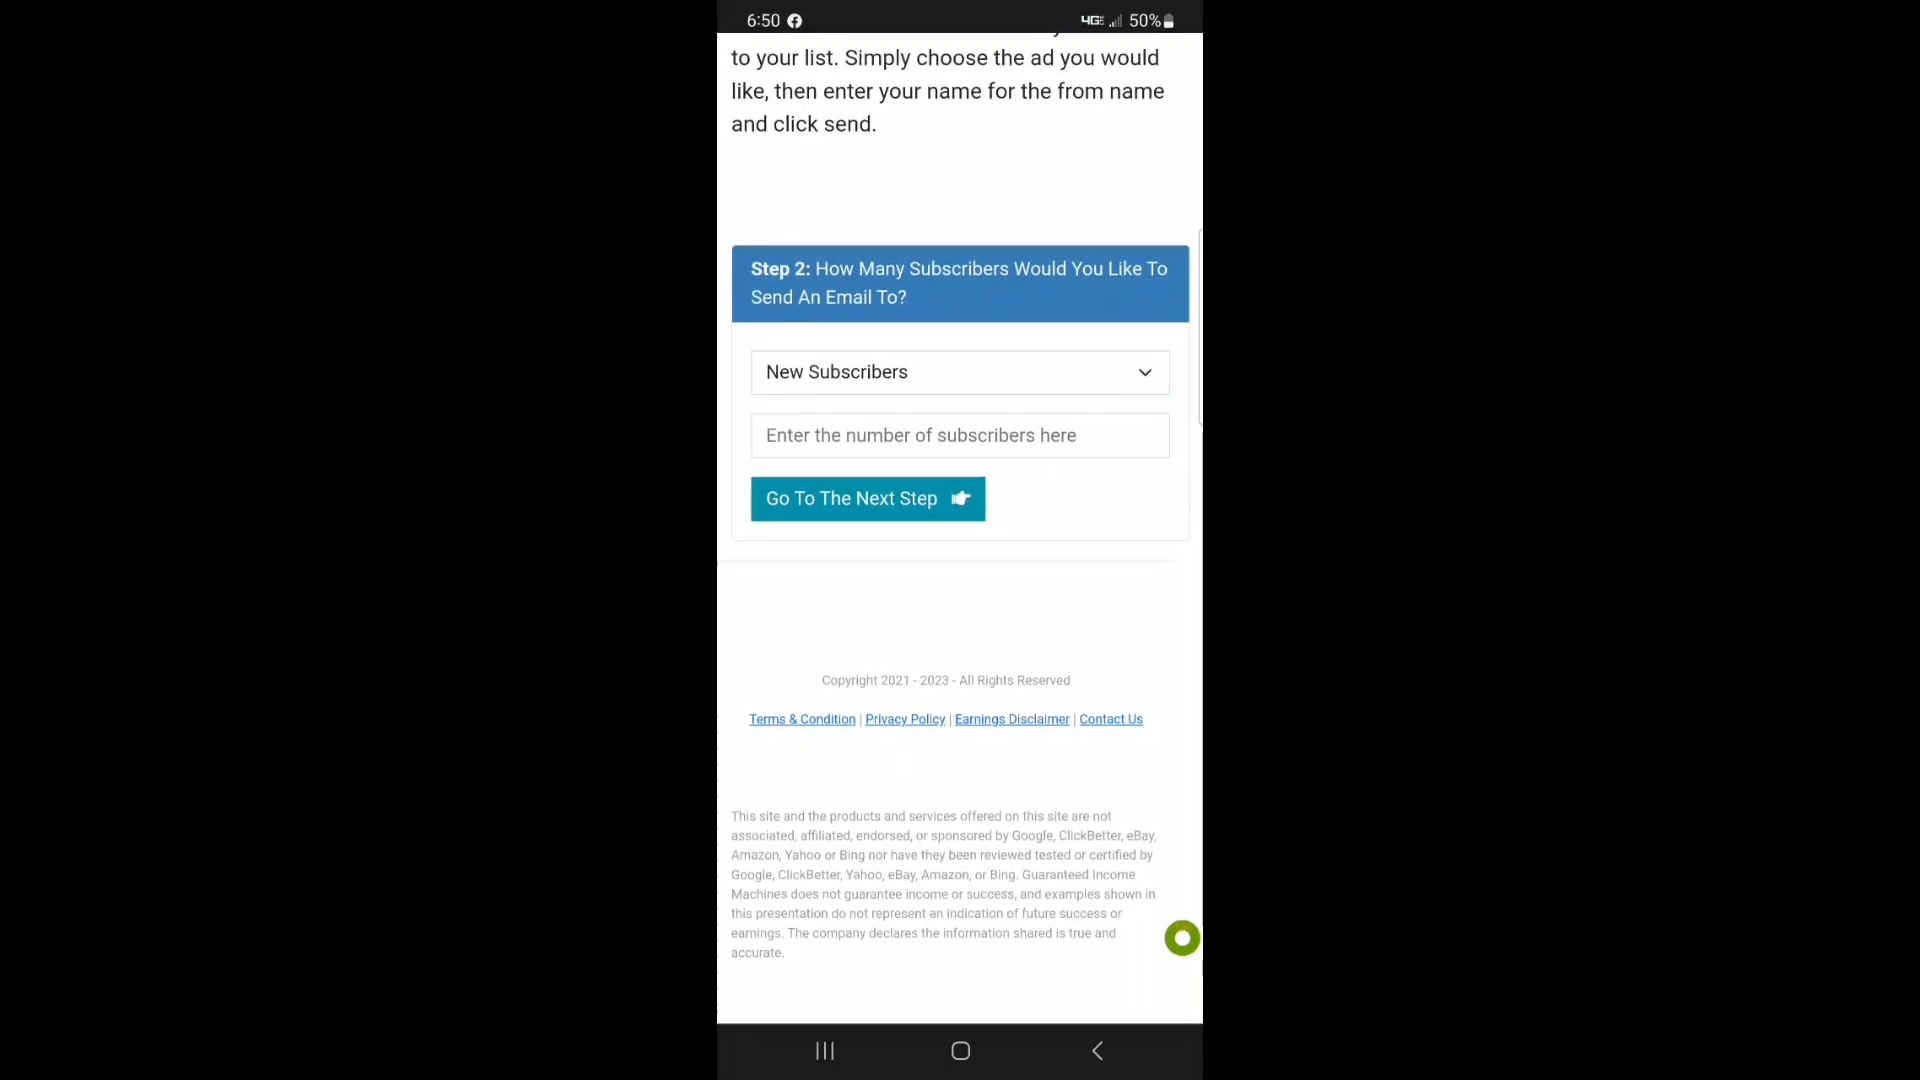 6:50 4GE 50%
to your list. Simply choose the ad you would
like, then enter your name for the from name
and click send.
Step 2: How Many Subscribers Would You Like To
Send An Email To?
New Subscribers
Enter the number of subscribers here
Go To The Next Step
Copyright 2021 - 2023 - All Rights Reserved
Terms & Condition | Privacy Policy | Earnings Disclaimer | Contact Us
This site and the products and services offered on this site are not
associated, affiliated, endorsed, or sponsored by Google, ClickBetter, eBay,
Amazon, Yahoo or Bing nor have they been reviewed tested or certified by
Google, ClickBetter, Yahoo, eBay, Amazon, or Bing. Guaranteed Income
Machines does not guarantee income or success, and examples shown in
this presentation do not represent an indication of future success or
earnings. The company declares the information shared is true and
accurate.